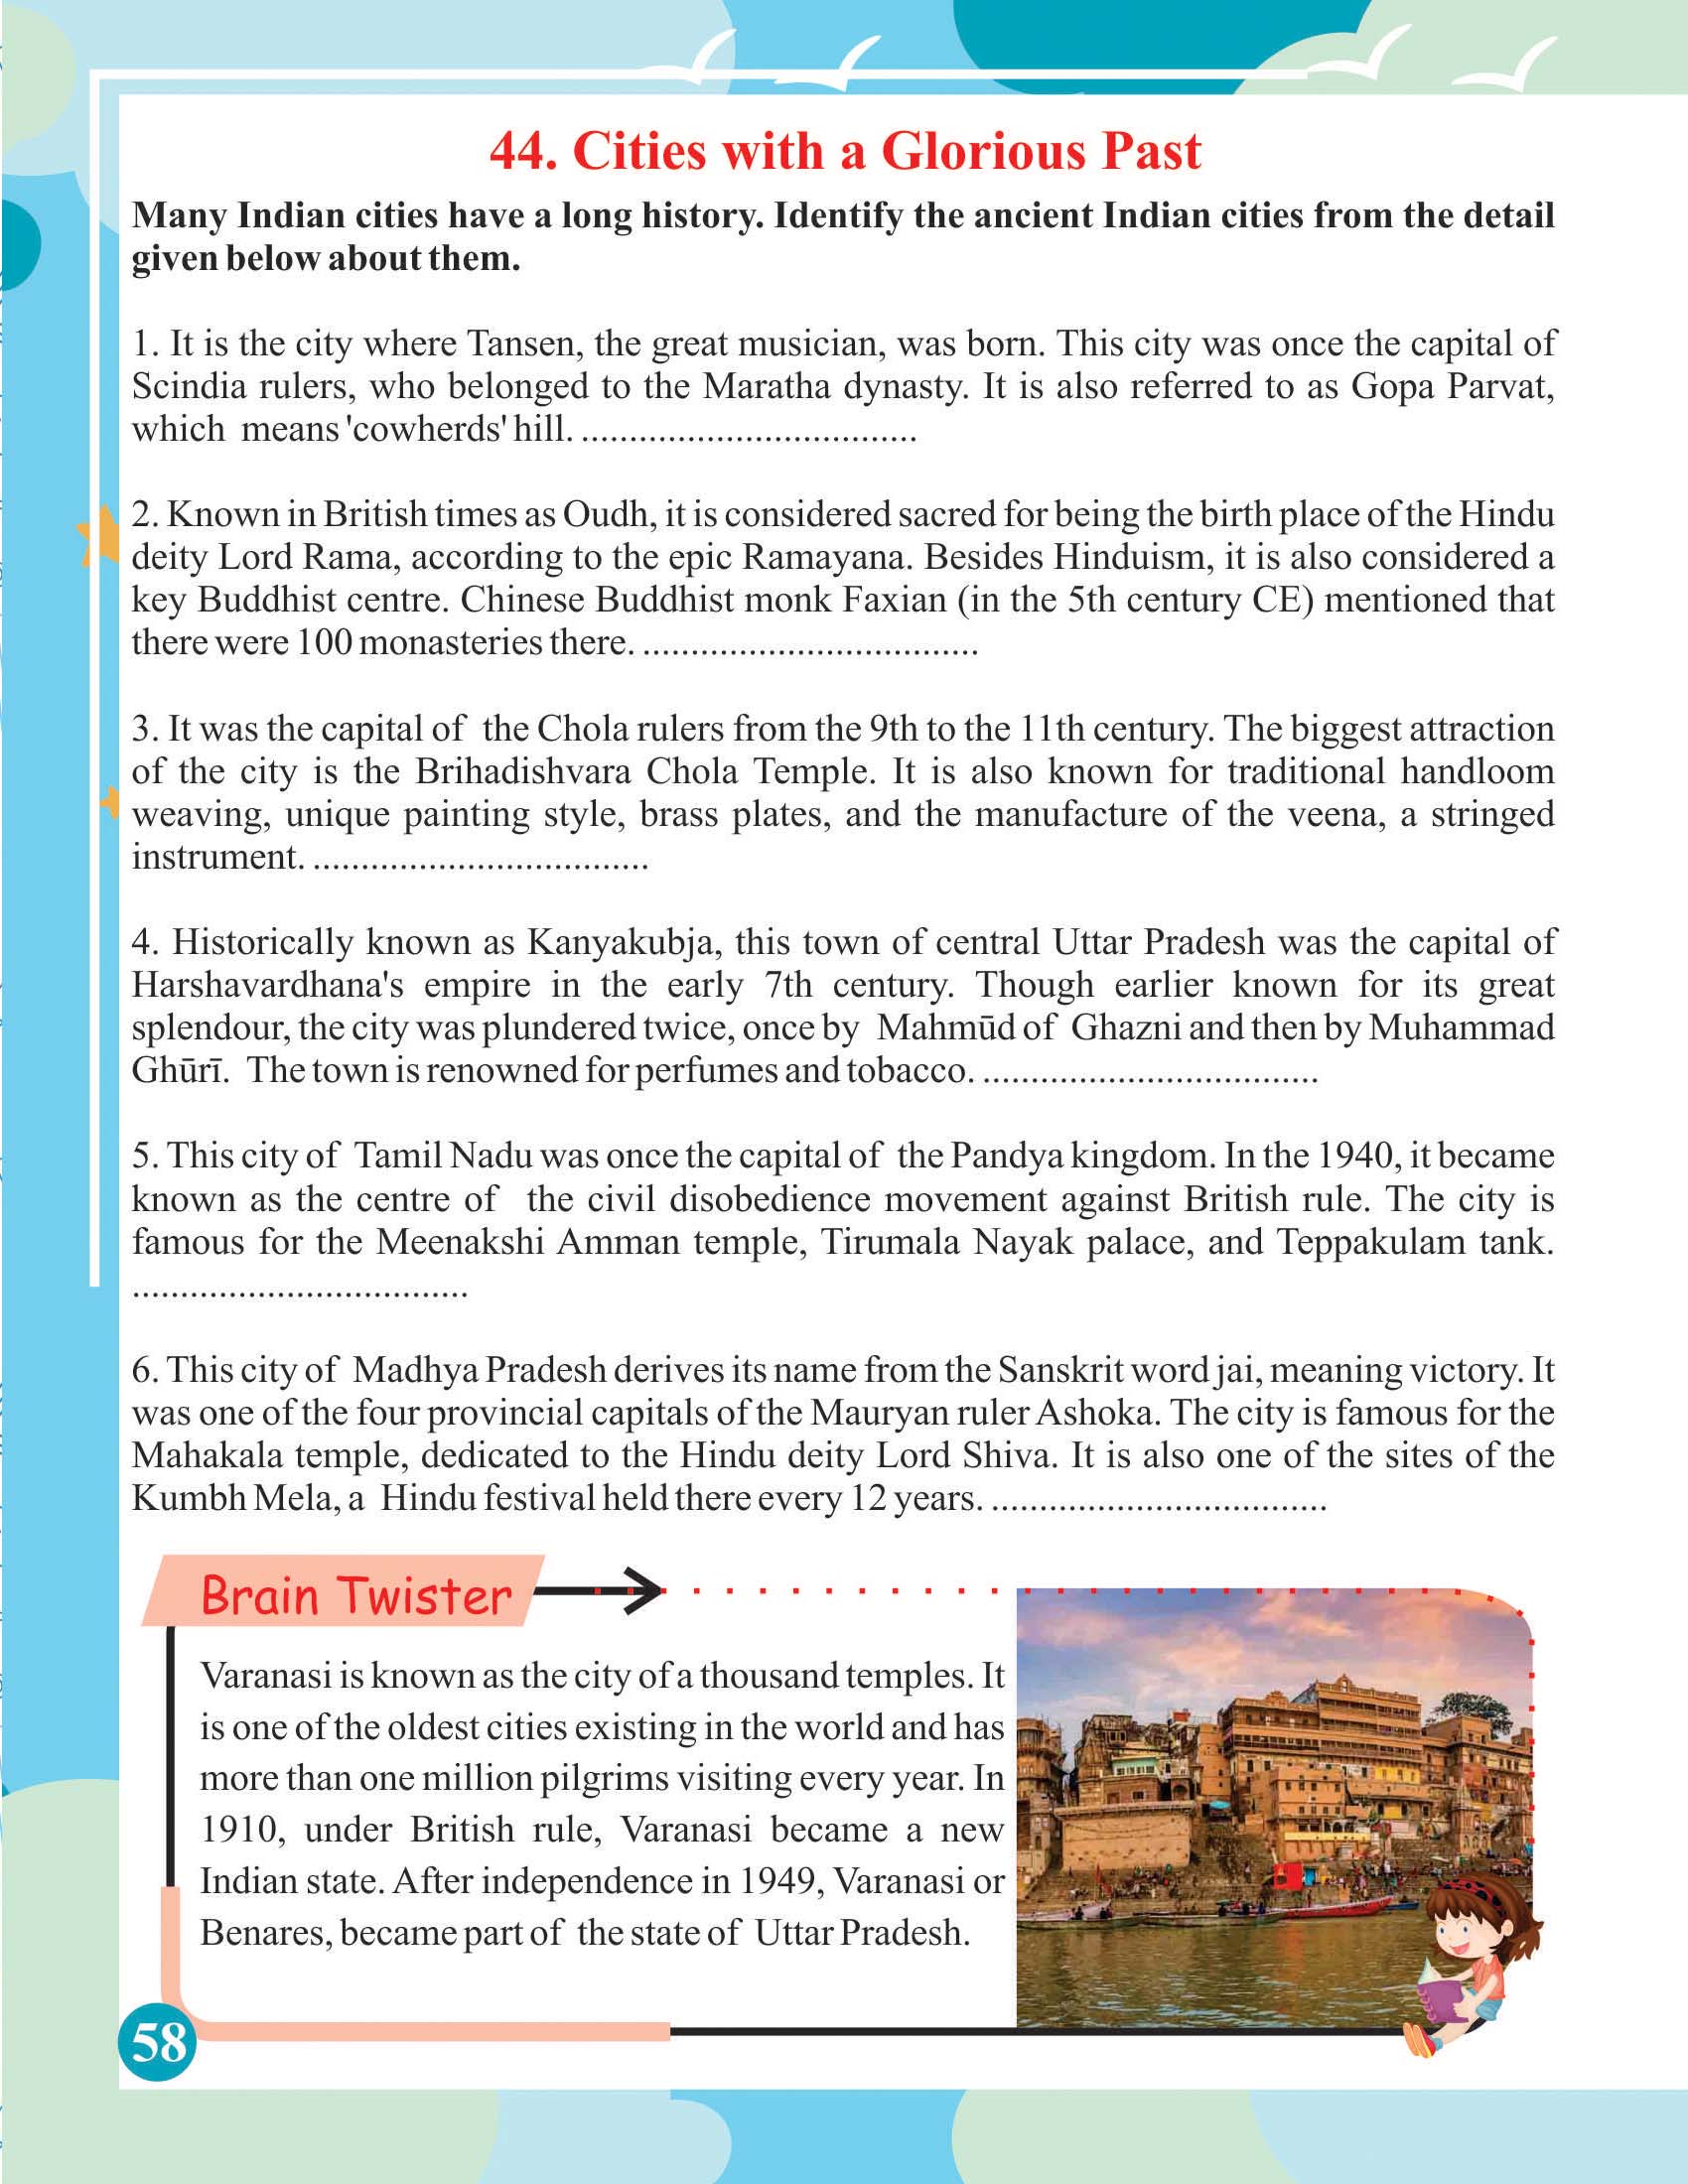 44. Cities with a Glorious Past
Many Indian cities have a long history. Identify the ancient Indian cities from the detail
given below about them.
1. It is the city where Tansen, the great musician, was born. This city was once the capital of
Scindia rulers, who belonged to the Maratha dynasty. It is also referred to as Gopa Parvat,
which means 'cowherds' hill. ...................................
2. Known in British times as Oudh, it is considered sacred for being the birth place of the Hindu
deity Lord Rama, according to the epic Ramayana. Besides Hinduism, it is also considered a
key Buddhist centre. Chinese Buddhist monk Faxian (in the 5th century CE) mentioned that
there were 100 monasteries there. ...................................
3. It was the capital of the Chola rulers from the 9th to the 11th century. The biggest attraction
of the city is the Brihadishvara Chola Temple. It is also known for traditional handloom
weaving, unique painting style, brass plates, and the manufacture of the veena, a stringed
instrument. ...................................
4. Historically known as Kanyakubja, this town of central Uttar Pradesh was the capital of
Harshavardhana's empire in the early 7th century. Though earlier known for its great
splendour, the city was plundered twice, once by Mahmūd of Ghazni and then by Muhammad
Ghūrī. The town is renowned for perfumes and tobacco. ...................................
5. This city of Tamil Nadu was once the capital of the Pandya kingdom. In the 1940, it became
known as the centre of the civil disobedience movement against British rule. The city is
famous for the Meenakshi Amman temple, Tirumala Nayak palace, and Teppakulam tank.
...................................
6. This city of Madhya Pradesh derives its name from the Sanskrit word jai, meaning victory. It
was one of the four provincial capitals of the Mauryan ruler Ashoka. The city is famous for the
Mahakala temple, dedicated to the Hindu deity Lord Shiva. It is also one of the sites of the
Kumbh Mela, a Hindu festival held there every 12 years. ...................................
Brain Twister
Varanasi is known as the city of a thousand temples. It
is one of the oldest cities existing in the world and has
more than one million pilgrims visiting every year. In
1910, under British rule, Varanasi became a new
Indian state. After independence in 1949, Varanasi or
Benares, became part of the state of Uttar Pradesh.
58